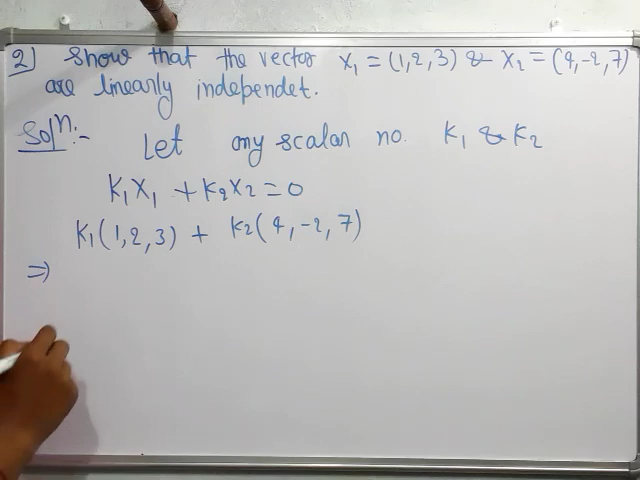 2) Show that the vector X₁ = (1,2,3) & X₂ = (4,-2,7)
are linearly independet.
Solⁿ:- Let any scalar no. K₁ & K₂
K₁X₁ + K₂X₂ = 0
K₁(1,2,3) + K₂(4,-2,7)
⇒